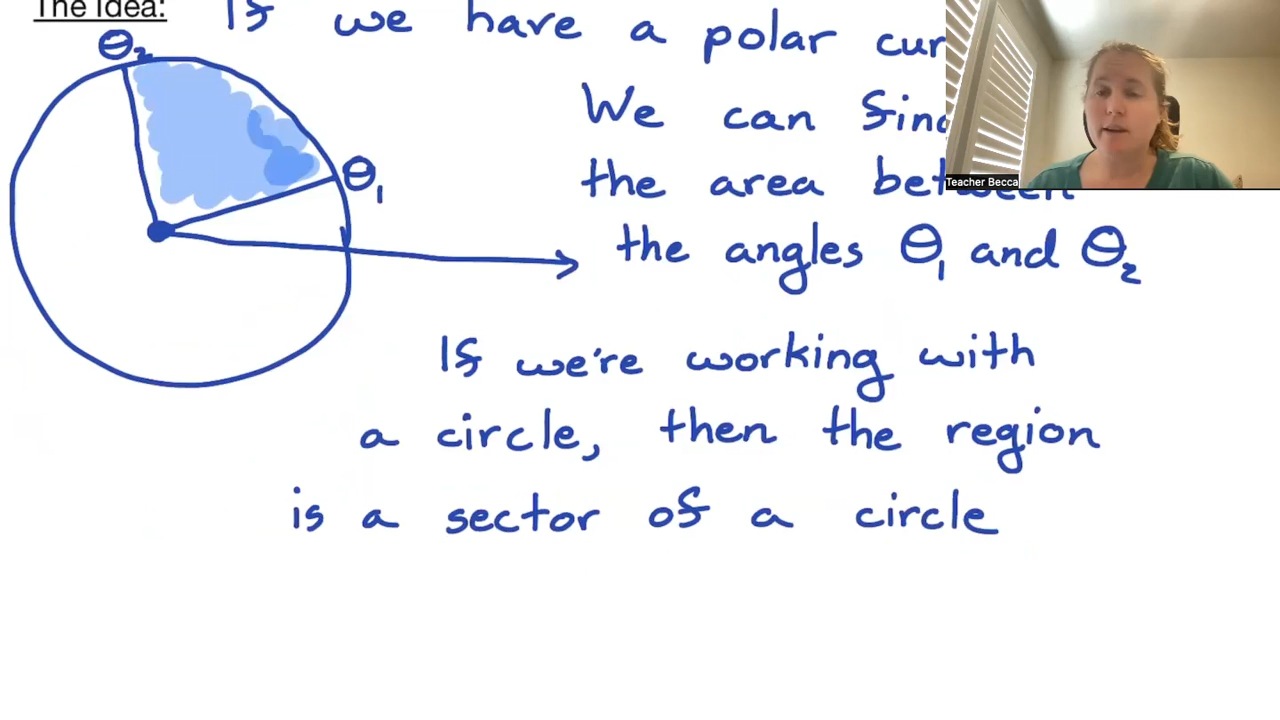 The Idea:
If we have a polar cur
θ₂
We can find
the area between
θ₁
Teacher Becca
the angles θ₁ and θ₂
If we're working with
a circle, then the region
is a sector of a circle